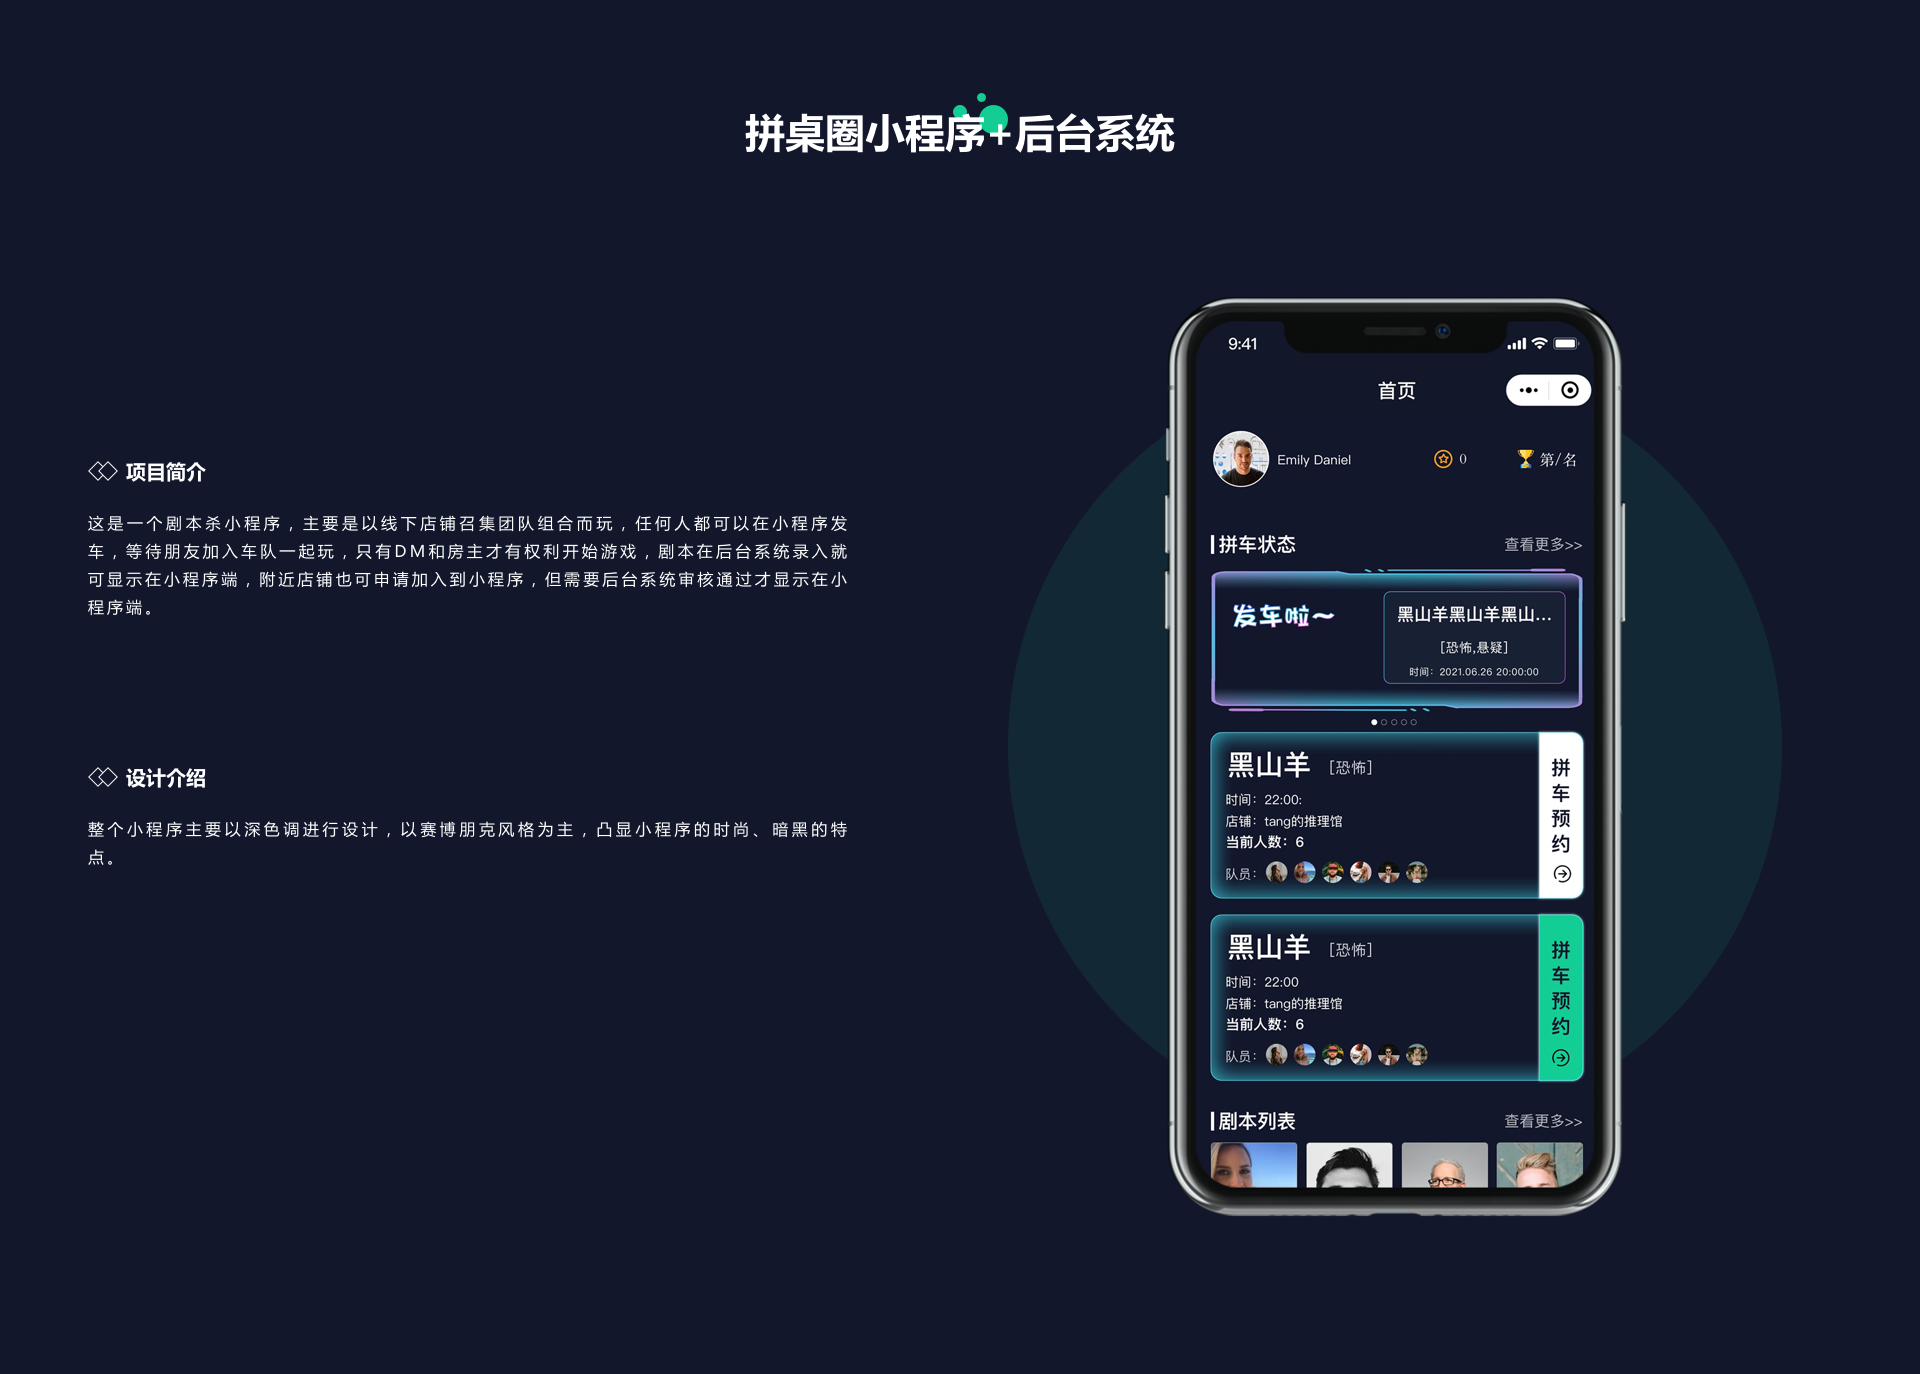 拼桌圈小程序+后台系统
项目简介
这是一个剧本杀小程序，主要是以线下店铺召集团队组合而玩，任何人都可以在小程序发
车，等待朋友加入车队一起玩，只有DM和房主才有权利开始游戏，剧本在后台系统录入就
可显示在小程序端，附近店铺也可申请加入到小程序，但需要后台系统审核通过才显示在小
程序端。
设计介绍
整个小程序主要以深色调进行设计，以赛博朋克风格为主，凸显小程序的时尚、暗黑的特
点。
9:41
首页
Emily Daniel
0
第/名
拼车状态
查看更多>>
发车啦～
黑山羊黑山羊黑山...
[恐怖,悬疑]
时间：2021.06.26 20:00:00
黑山羊
[恐怖]
时间：22:00:
店铺：tang的推理馆
当前人数：6
队员：
拼车预约
黑山羊
[恐怖]
时间：22:00
店铺：tang的推理馆
当前人数：6
队员：
拼车预约
剧本列表
查看更多>>